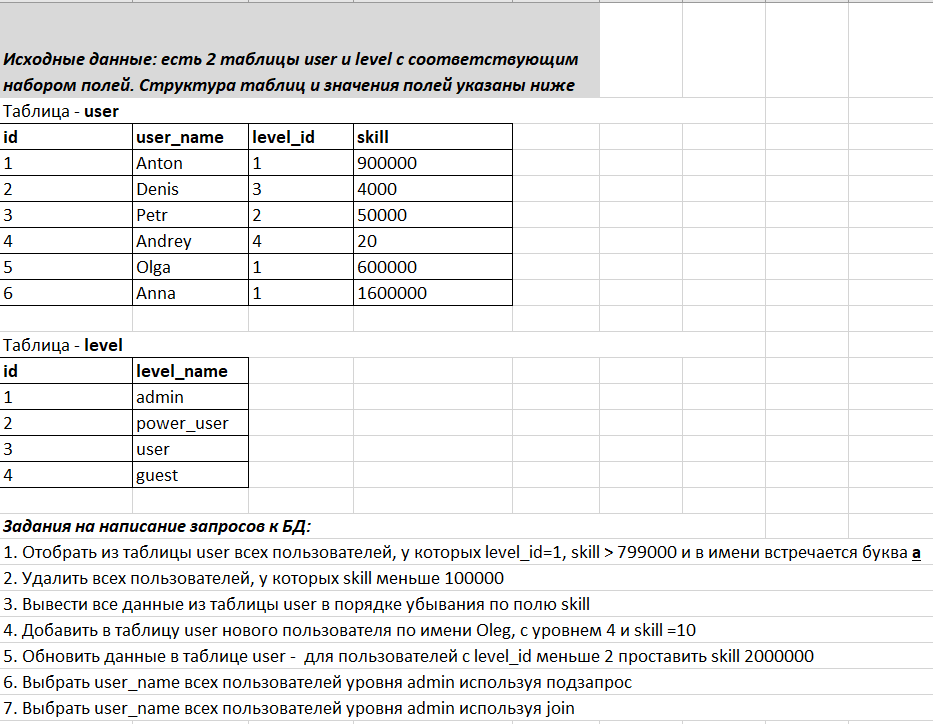 Исходные данные: есть 2 таблицы user и level с соответствующим
набором полей. Структура таблиц и значения полей указаны ниже
Таблица - user
id user_name level_id skill
1 Anton 1 900000
2 Denis 3 4000
3 Petr 2 50000
4 Andrey 4 20
5 Olga 1 600000
6 Anna 1 1600000
Таблица - level
id level_name
1 admin
2 power_user
3 user
4 guest
Задания на написание запросов к БД:
1. Отобрать из таблицы user всех пользователей, у которых level_id=1, skill > 799000 и в имени встречается буква а
2. Удалить всех пользователей, у которых skill меньше 100000
3. Вывести все данные из таблицы user в порядке убывания по полю skill
4. Добавить в таблицу user нового пользователя по имени Oleg, с уровнем 4 и skill =10
5. Обновить данные в таблице user - для пользователей с level_id меньше 2 проставить skill 2000000
6. Выбрать user_name всех пользователей уровня admin используя подзапрос
7. Выбрать user_name всех пользователей уровня admin используя join